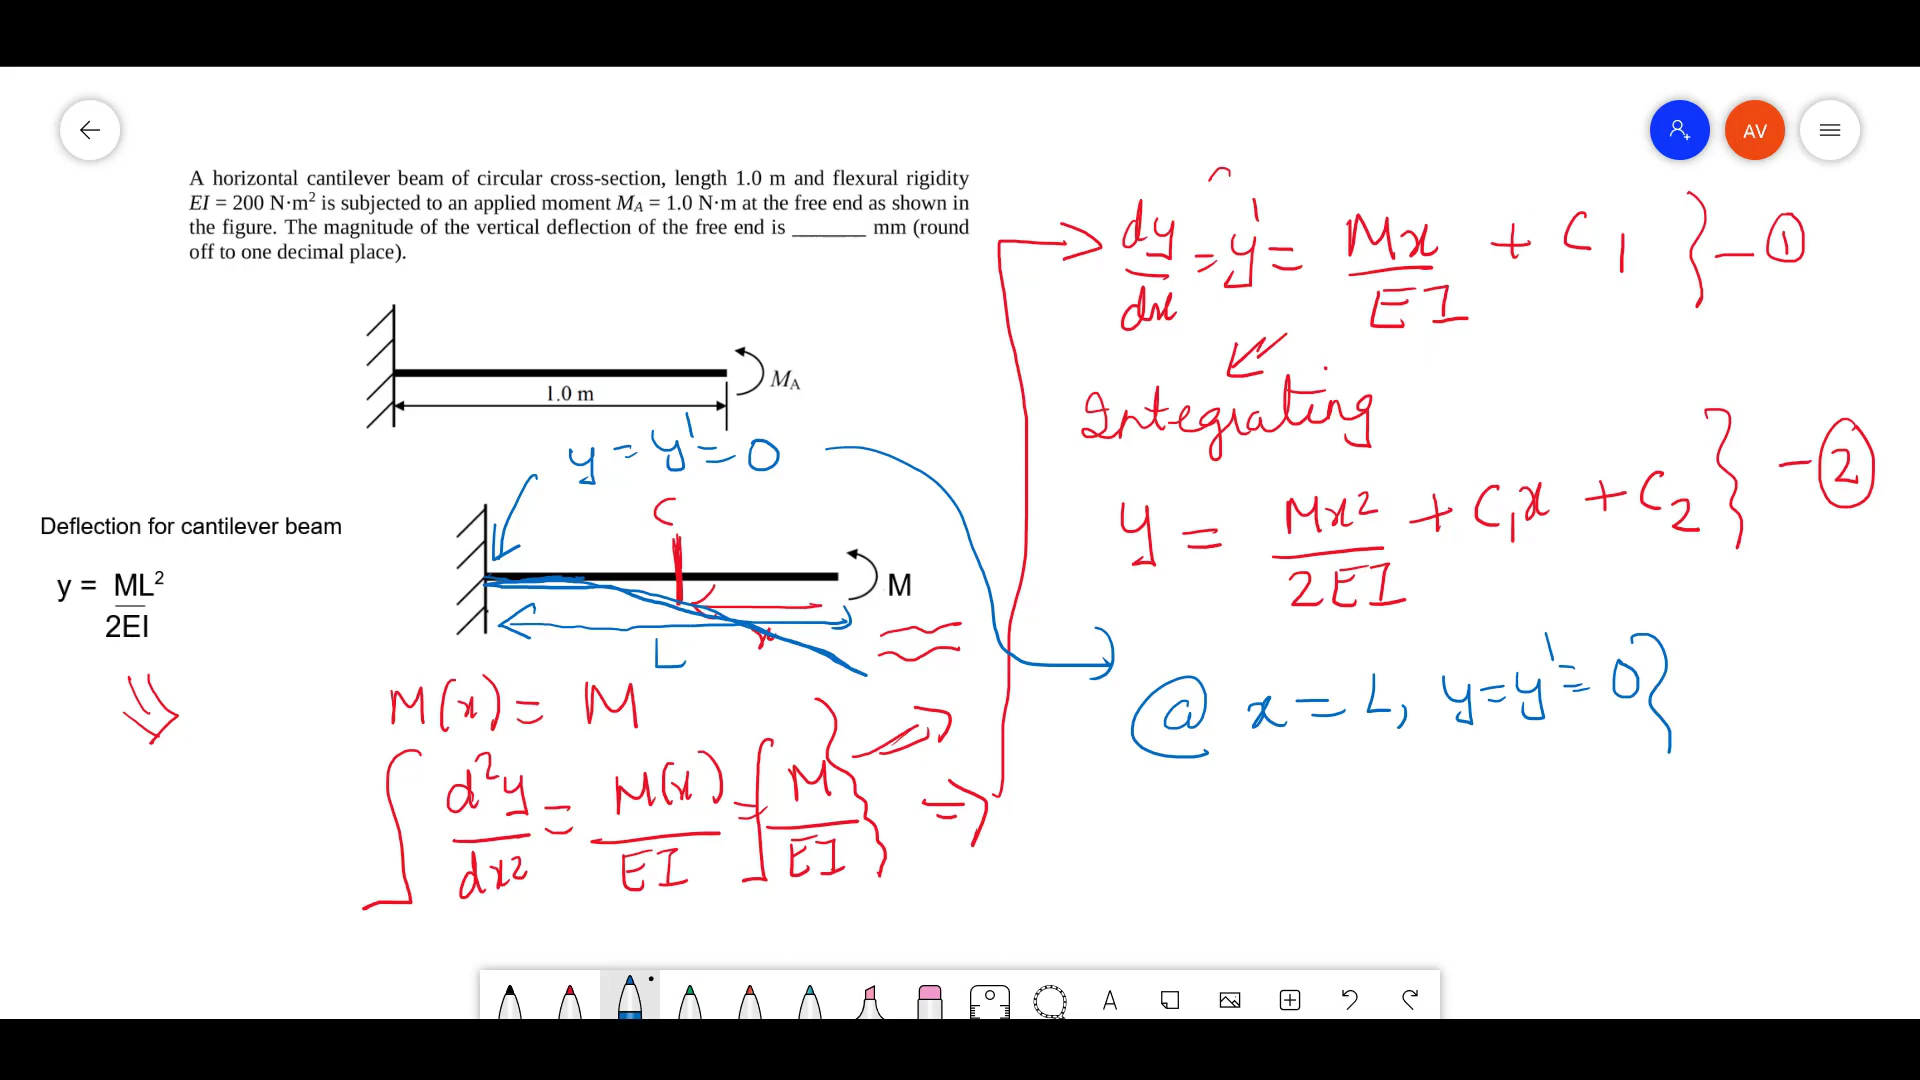 AV
A horizontal cantilever beam of circular cross-section, length 1.0 m and flexural rigidity
EI = 200 N·m² is subjected to an applied moment M_A = 1.0 N·m at the free end as shown in
the figure. The magnitude of the vertical deflection of the free end is _______ mm (round
off to one decimal place).
1.0 m
M_A
y = y' = 0
Deflection for cantilever beam
y = ML²
2EI
C
M
x
L
M(x) = M
∫ d²y/dx² = M(x)/EI = ∫ M/EI ⇒
dy/dx = y' = Mx/EI + C₁ } - ①
Integrating
y = Mx²/2EI + C₁x + C₂ } - ②
@ x = L, y = y' = 0 }
A